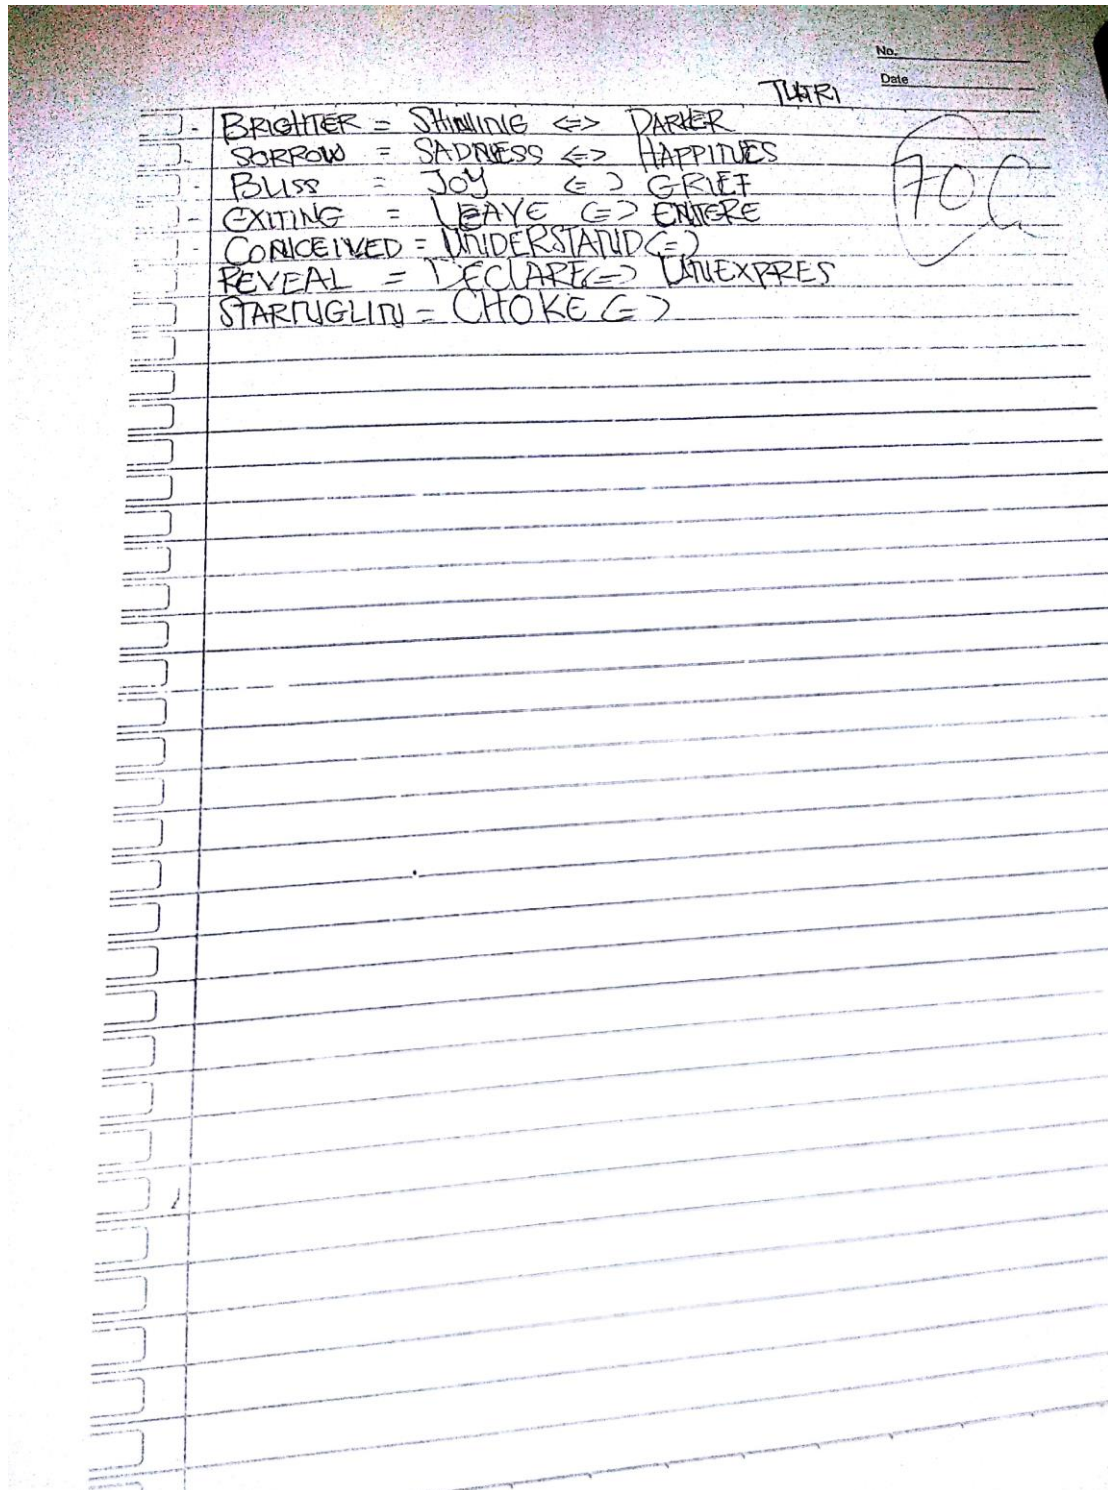 No.
Date
TUTRI
- BRIGHTER = SHINING <=> DARKER
- SORROW = SADNESS <=> HAPPINES
- BLISS = JOY <=> GRIEF
- EXITING = LEAVE <=> ENTERE
- CONCEIVED = UNDERSTAND <=>
REVEAL = DECLARE <=> UNEXPRES
STARNGLIN = CHOKE <=>
70